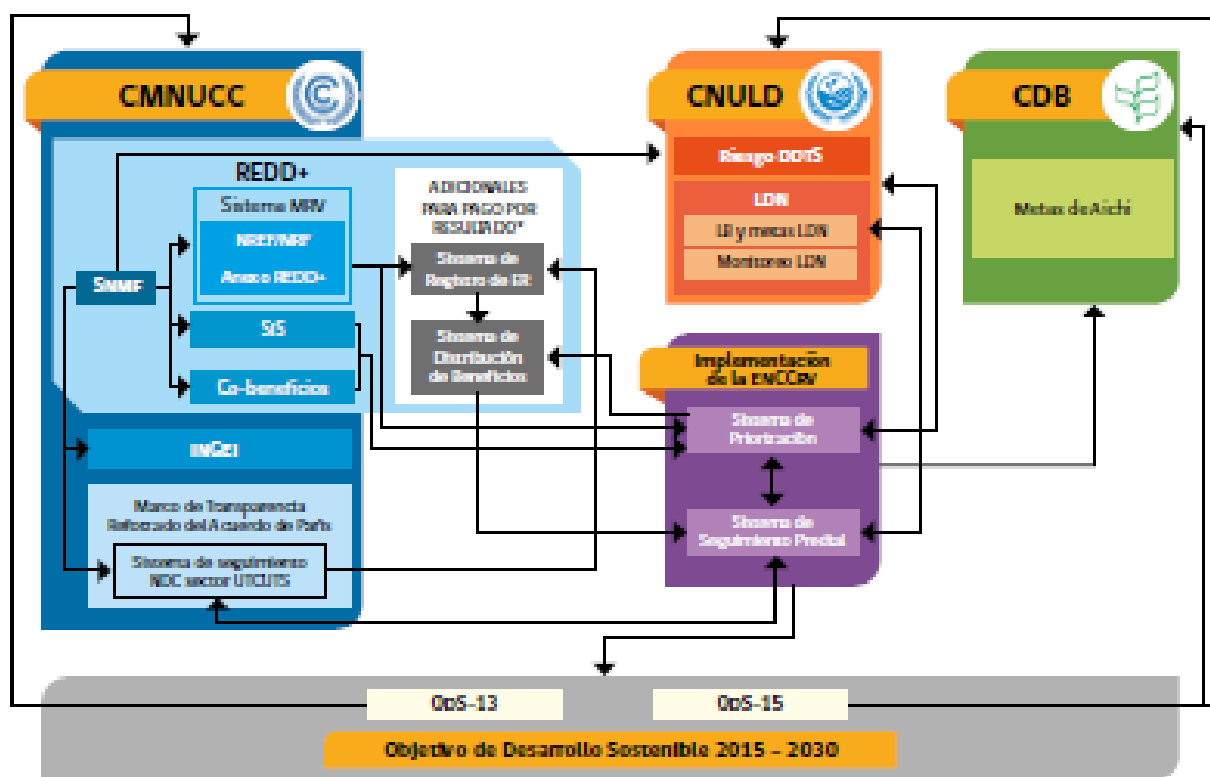 CMNUCC
CNULD
CDB
REDD+
Sistema MRV
NREF/NRF
Anexo REDD+
ADICIONALES
PARA PAGO POR
RESULTADO*
Sistema de
Registro de ER
Sistema de
Distribución
de Beneficios
SNMF
SIS
Co-beneficios
INGEI
Marco de Transparencia
Reforzado del Acuerdo de París
Sistema de seguimiento
NDC sector UTCUTS
Riesgo DDTS
LDN
LB y metas LDN
Monitoreo LDN
Metas de Aichi
Implementación
de la ENCCRV
Sistema de
Priorización
Sistema de
Seguimiento Predial
ODS-13
ODS-15
Objetivo de Desarrollo Sostenible 2015 – 2030